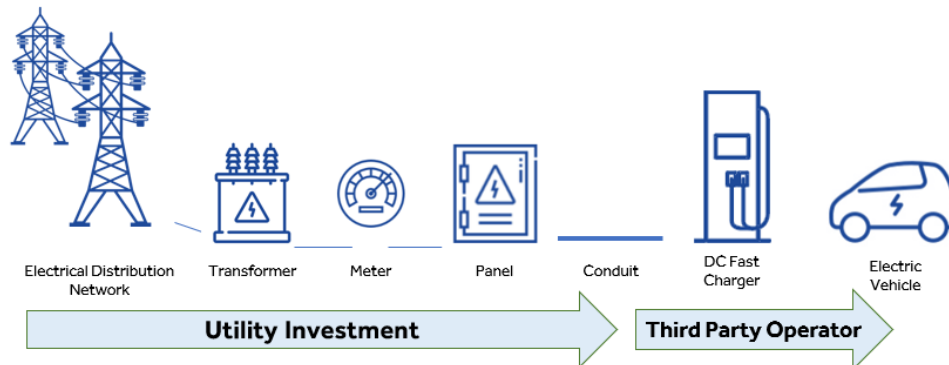 Electrical Distribution
Network
Transformer
Meter
Panel
Conduit
DC Fast
Charger
Electric
Vehicle
Utility Investment
Third Party Operator